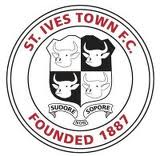 ST. IVES TOWN F.C.
SUDORE NON SOPORE
FOUNDED 1887